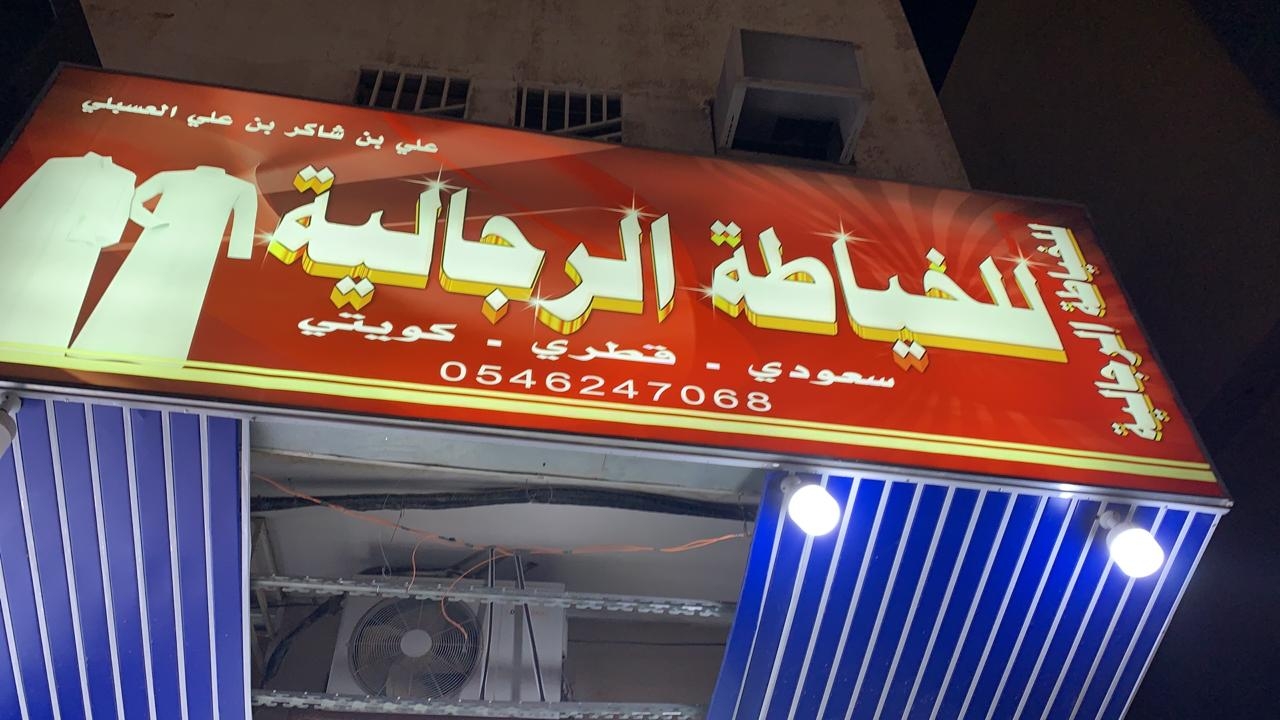 علي بن شاكر بن علي العسبلي
للخياطة الرجالية
سعودي - قطري - كويتي
0546247068
للخياطة الرجالية